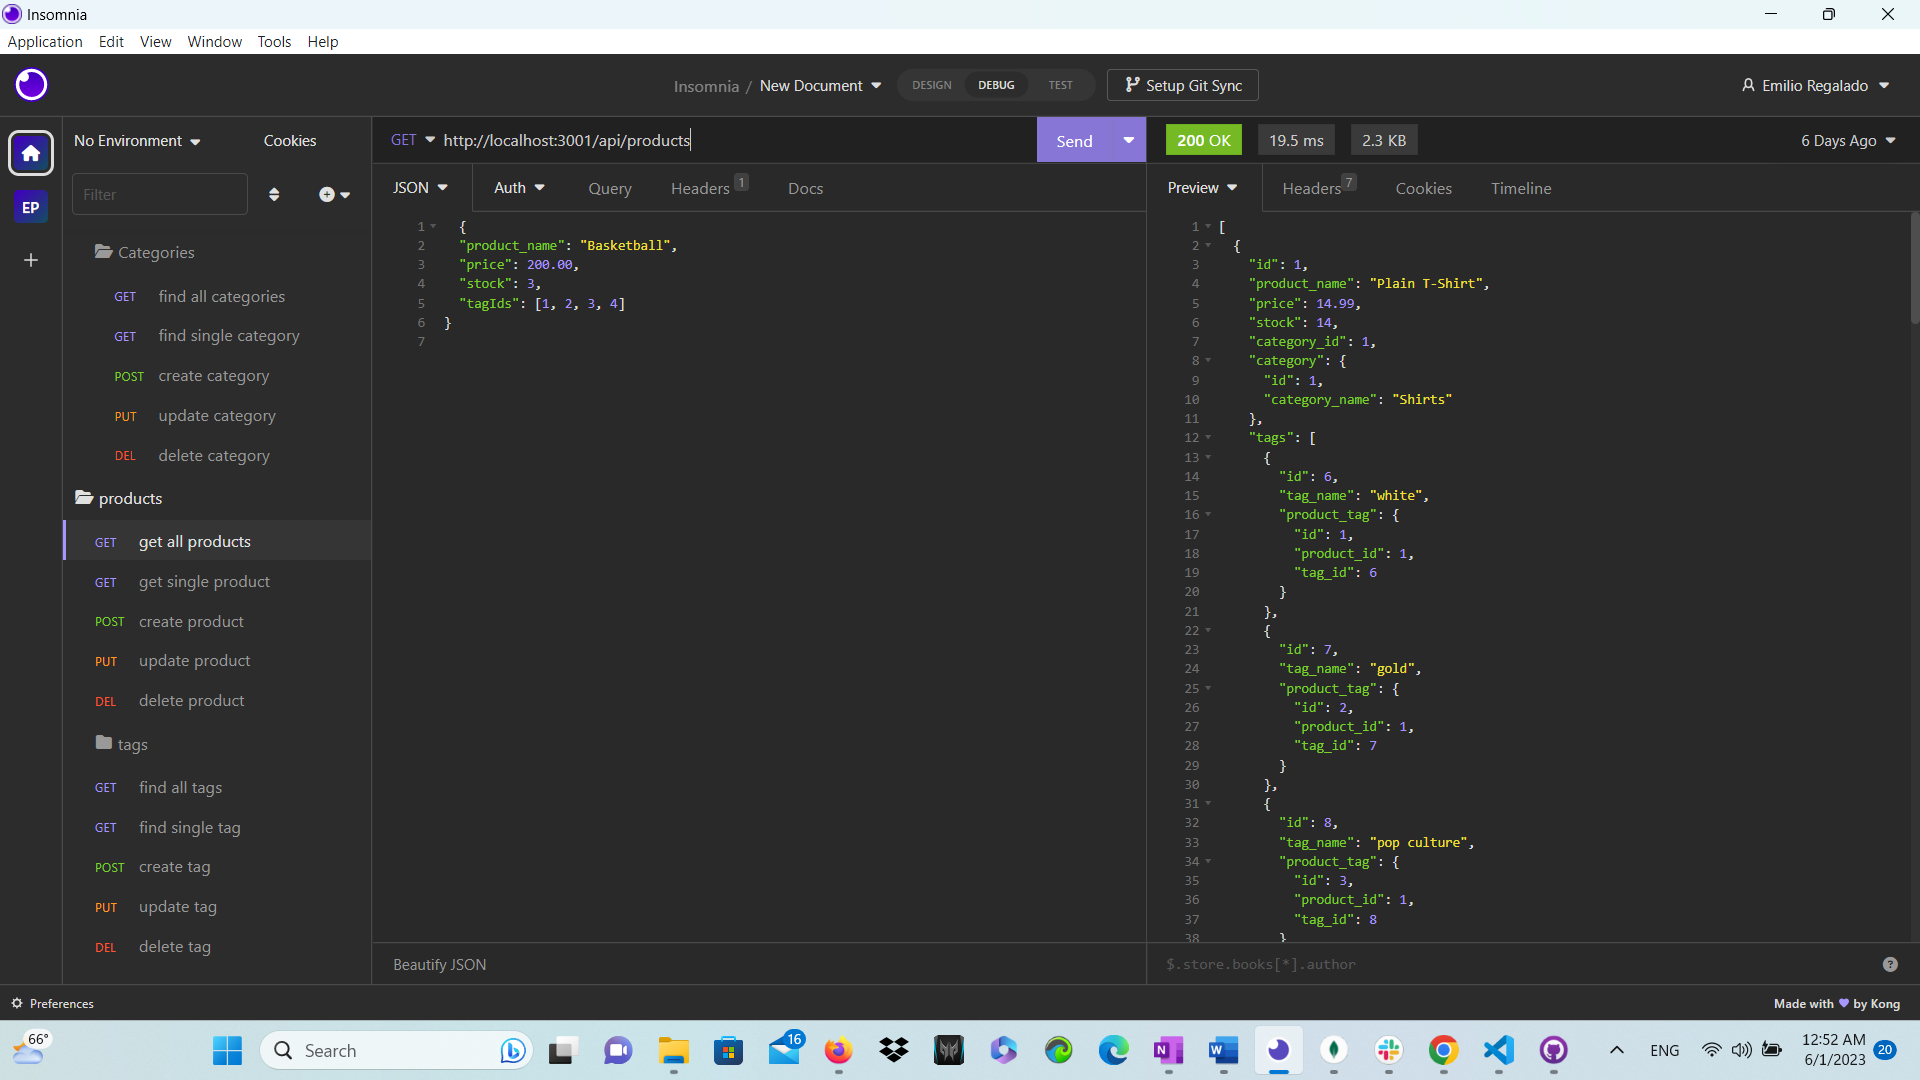 Insomnia
Application Edit View Window Tools Help
Insomnia / New Document DESIGN DEBUG TEST Setup Git Sync Emilio Regalado
EP
No Environment Cookies
Filter
Categories
GET find all categories
GET find single category
POST create category
PUT update category
DEL delete category
products
GET get all products
GET get single product
POST create product
PUT update product
DEL delete product
tags
GET find all tags
GET find single tag
POST create tag
PUT update tag
DEL delete tag
GET http://localhost:3001/api/products Send
JSON Auth Query Headers 1 Docs
1 {
2 "product_name": "Basketball",
3 "price": 200.00,
4 "stock": 3,
5 "tagIds": [1, 2, 3, 4]
6 }
7
Beautify JSON
200 OK 19.5 ms 2.3 KB 6 Days Ago
Preview Headers 7 Cookies Timeline
1 [
2 {
3 "id": 1,
4 "product_name": "Plain T-Shirt",
5 "price": 14.99,
6 "stock": 14,
7 "category_id": 1,
8 "category": {
9 "id": 1,
10 "category_name": "Shirts"
11 },
12 "tags": [
13 {
14 "id": 6,
15 "tag_name": "white",
16 "product_tag": {
17 "id": 1,
18 "product_id": 1,
19 "tag_id": 6
20 }
21 },
22 {
23 "id": 7,
24 "tag_name": "gold",
25 "product_tag": {
26 "id": 2,
27 "product_id": 1,
28 "tag_id": 7
29 }
30 },
31 {
32 "id": 8,
33 "tag_name": "pop culture",
34 "product_tag": {
35 "id": 3,
36 "product_id": 1,
37 "tag_id": 8
38 }
$.store.books[*].author
Preferences Made with 💜 by Kong
66° Search 16 ENG 12:52 AM 20
6/1/2023